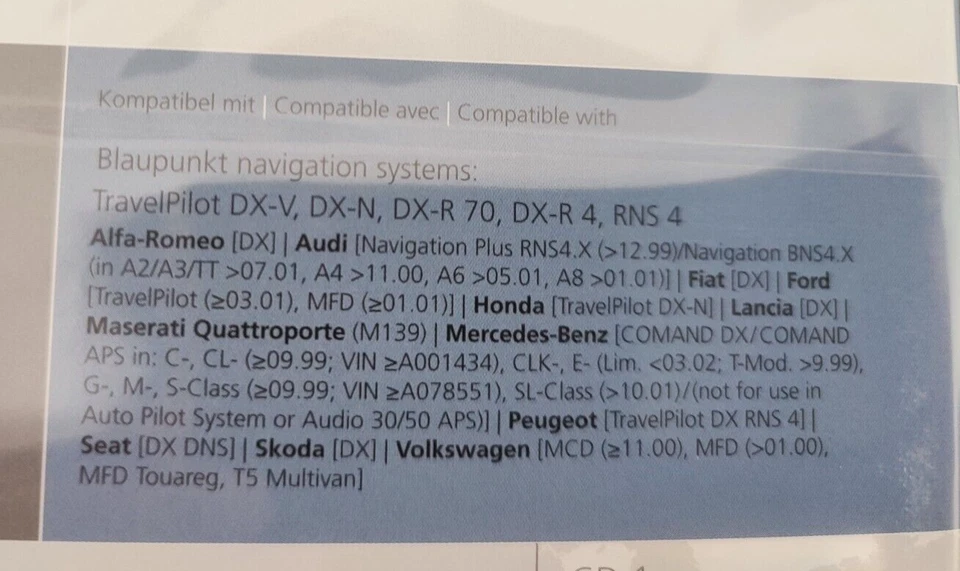 Kompatibel mit | Compatible avec | Compatible with
Blaupunkt navigation systems:
TravelPilot DX-V, DX-N, DX-R 70, DX-R 4, RNS 4
Alfa-Romeo [DX] | Audi [Navigation Plus RNS4.X (>12.99)/Navigation BNS4.X
(in A2/A3/TT >07.01, A4 >11.00, A6 >05.01, A8 >01.01)] | Fiat [DX] | Ford
[TravelPilot (≥03.01), MFD (≥01.01)] | Honda [TravelPilot DX-N] | Lancia [DX] |
Maserati Quattroporte (M139) | Mercedes-Benz [COMAND DX/COMAND
APS in: C-, CL- (≥09.99; VIN ≥A001434), CLK-, E- (Lim. <03.02; T-Mod. >9.99),
G-, M-, S-Class (≥09.99; VIN ≥A078551), SL-Class (>10.01)/(not for use in
Auto Pilot System or Audio 30/50 APS)] | Peugeot [TravelPilot DX RNS 4] |
Seat [DX DNS] | Skoda [DX] | Volkswagen [MCD (≥11.00), MFD (>01.00),
MFD Touareg, T5 Multivan]